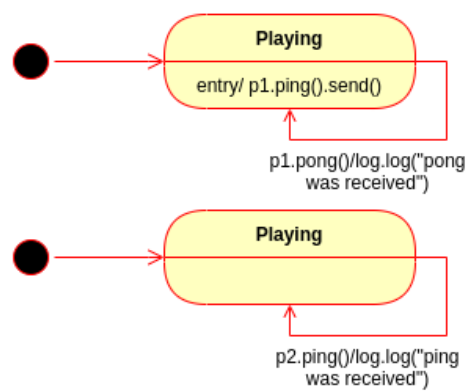 Playing
entry/ p1.ping().send()
p1.pong()/log.log("pong
was received")
Playing
p2.ping()/log.log("ping
was received")